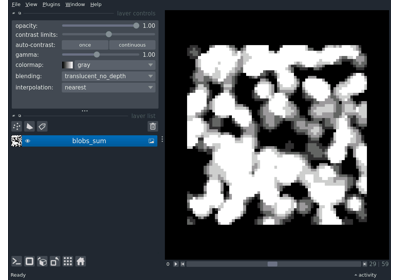 File View Plugins Window Help
layer controls
opacity: 1.00
contrast limits:
auto-contrast: once continuous
gamma: 1.00
colormap: gray
blending: translucent_no_depth
interpolation: nearest
layer list
blobs_sum
29 59
Ready activity